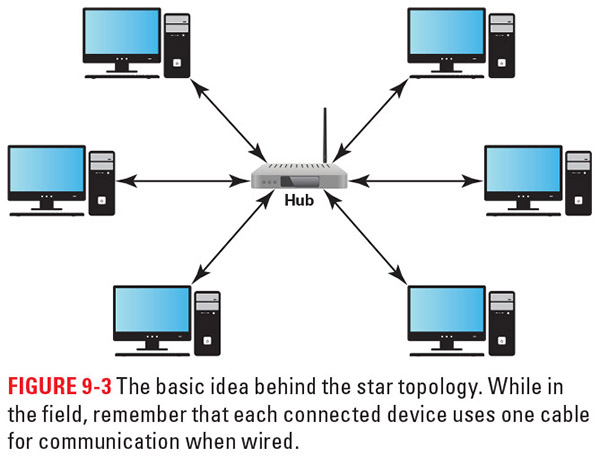 Hub
FIGURE 9-3 The basic idea behind the star topology. While in
the field, remember that each connected device uses one cable
for communication when wired.